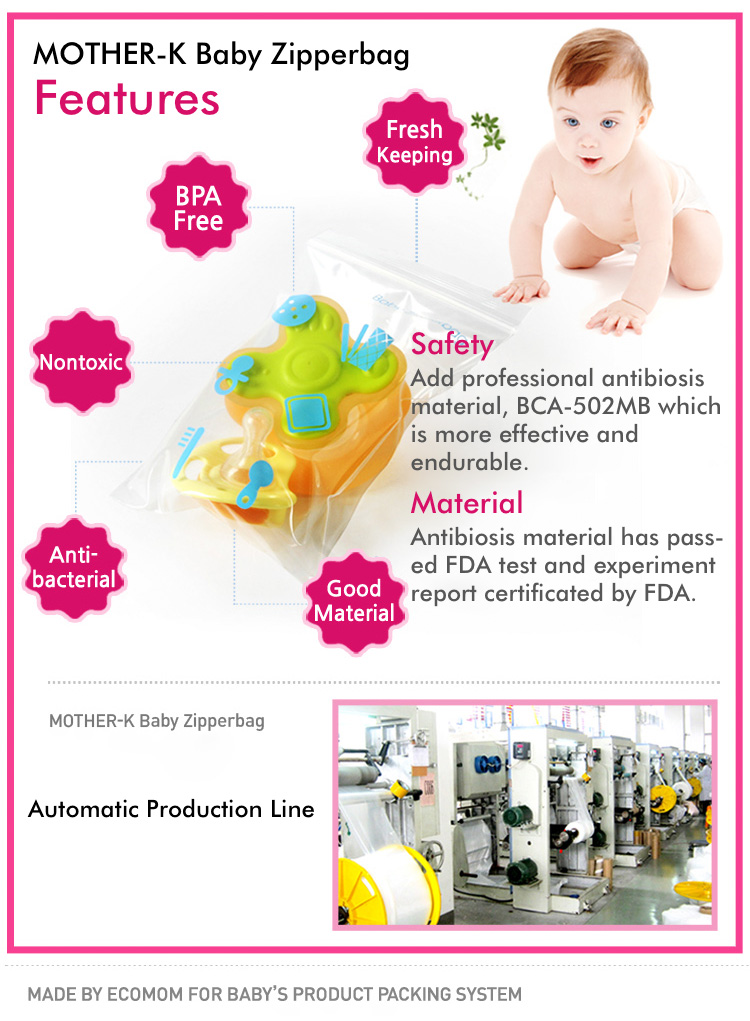 MOTHER-K Baby Zipperbag
Features
Fresh
Keeping
BPA
Free
Nontoxic
Safety
Add professional antibiosis
material, BCA-502MB which
is more effective and
endurable.
Material
Antibiosis material has pass-
ed FDA test and experiment
report certificated by FDA.
Anti-
bacterial
Good
Material
MOTHER-K Baby Zipperbag
Automatic Production Line
MADE BY ECOMOM FOR BABY'S PRODUCT PACKING SYSTEM